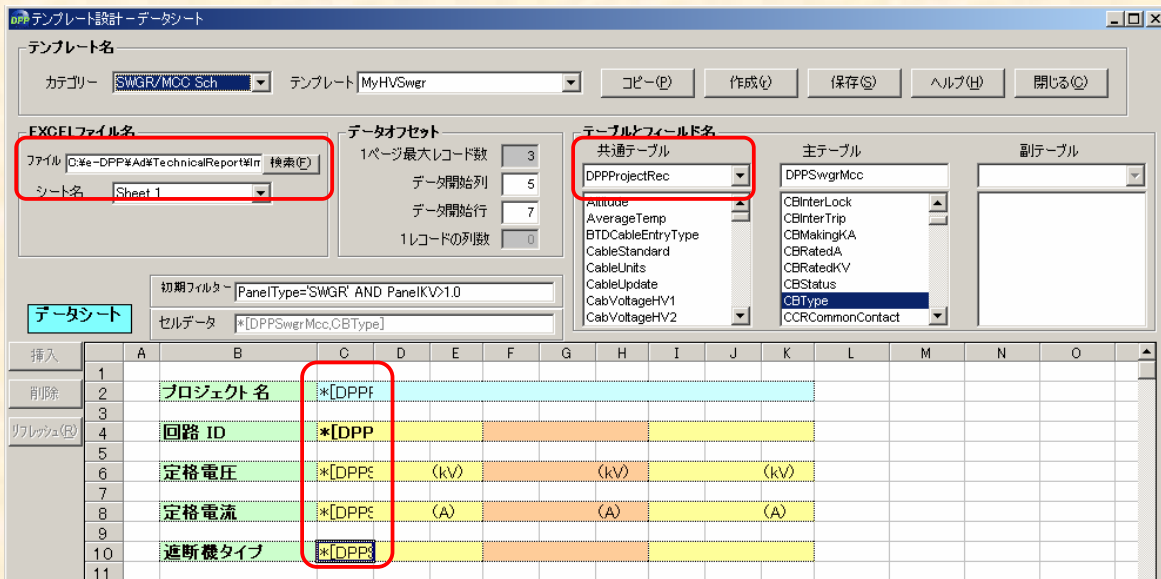 DPP テンプレート設計－データシート
テンプレート名
カテゴリー SWGR/MCC Sch テンプレート MyHVSwgr コピー(P) 作成(r) 保存(S) ヘルプ(H) 閉じる(C)
EXCELファイル名
ファイル C:¥e-DPP¥Ad¥TechnicalReport¥Im 検索(F)
シート名 Sheet 1
データオフセット
1ページ最大レコード数 3
データ開始列 5
データ開始行 7
1レコードの列数 0
テーブルとフィールド名
共通テーブル 主テーブル 副テーブル
DPPProjectRec DPPSwgrMcc
Altitude CBInterLock
AverageTemp CBInterTrip
BTDCableEntryType CBMakingKA
CableStandard CBRatedA
CableUnits CBRatedKV
CableUpdate CBStatus
CabVoltageHV1 CBType
CabVoltageHV2 CCRCommonContact
初期フィルター PanelType='SWGR' AND PanelKV>1.0
データシート
セルデータ *[DPPSwgrMcc,CBType]
挿入
削除
リフレッシュ(R)
A B C D E F G H I J K L M N O
1
2 プロジェクト名 *[DPPF
3
4 回路 ID *[DPP
5
6 定格電圧 *[DPPS (kV) (kV) (kV)
7
8 定格電流 *[DPPS (A) (A) (A)
9
10 遮断機タイプ *[DPPS
11